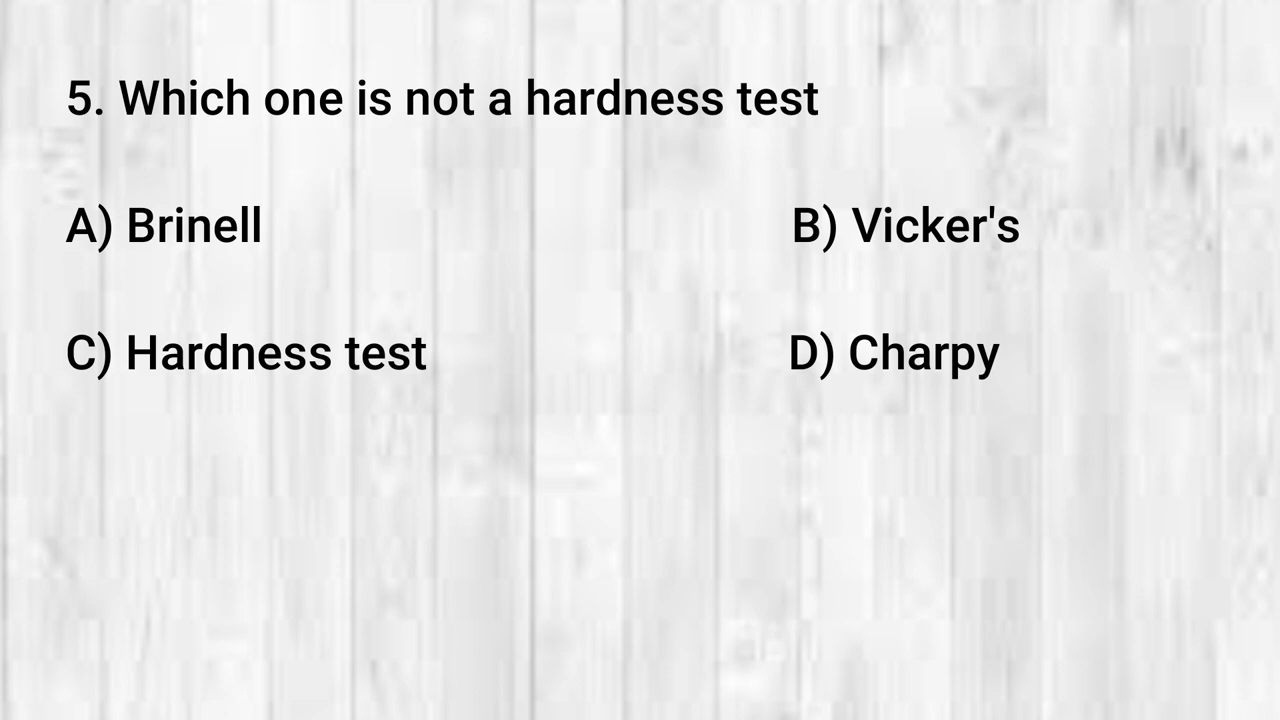 5. Which one is not a hardness test
A) Brinell B) Vicker's
C) Hardness test D) Charpy